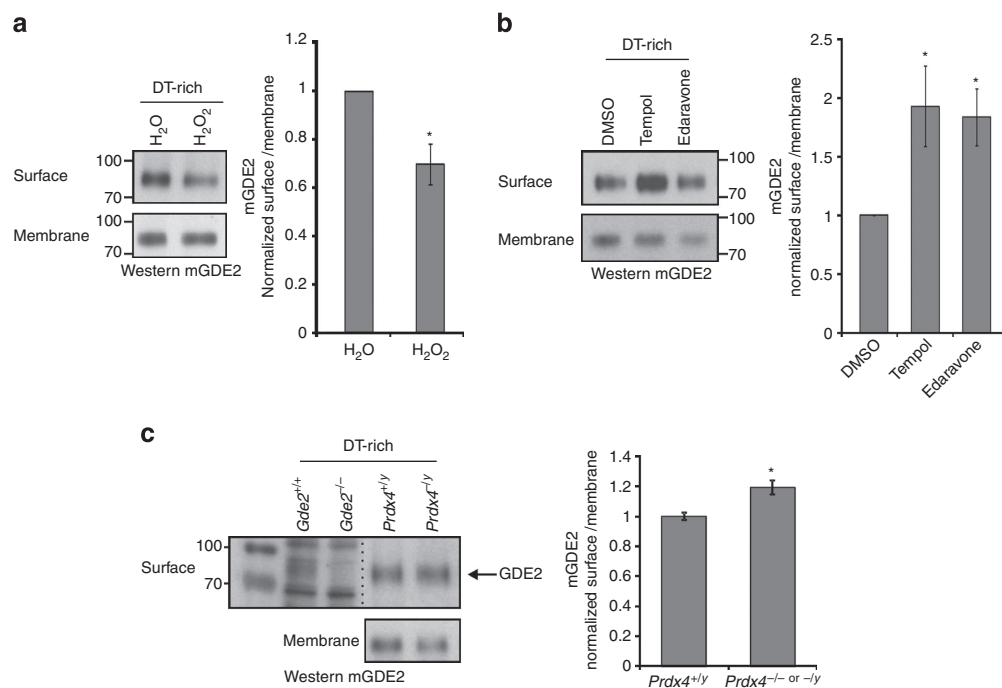 a
DT-rich
H2O
H2O2
Surface
100
70
Membrane
100
70
Western mGDE2
mGDE2
Normalized surface /membrane
1.2
1
0.8
0.6
0.4
0.2
0
*
H2O
H2O2
b
DT-rich
DMSO
Tempol
Edaravone
Surface
100
70
Membrane
100
70
Western mGDE2
mGDE2
normalized surface /membrane
2.5
2
1.5
1
0.5
0
*
*
DMSO
Tempol
Edaravone
c
DT-rich
Gde2+/+
Gde2–/–
Prdx4+/y
Prdx4–/y
Surface
100
70
GDE2
Membrane
Western mGDE2
mGDE2
normalized surface /membrane
1.4
1.2
1
0.8
0.6
0.4
0.2
0
*
Prdx4+/y
Prdx4–/– or –/y